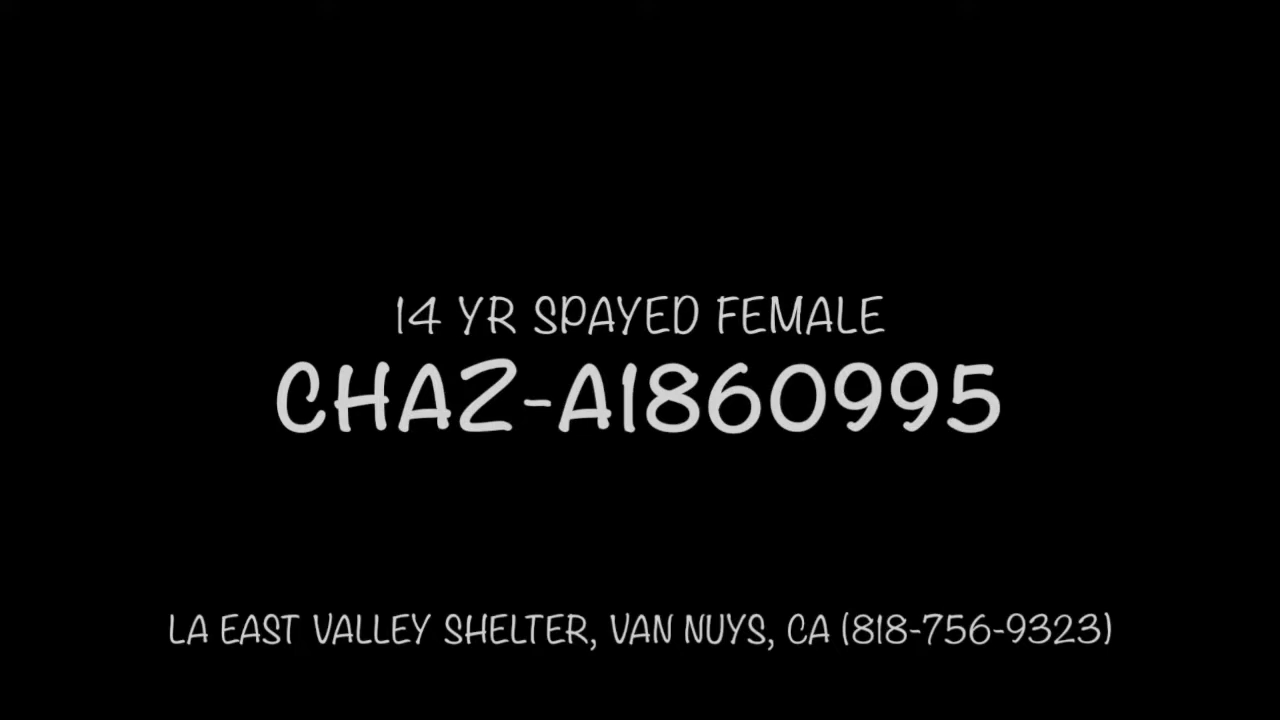 14 YR SPAYED FEMALE
CHAZ-A1860995
LA EAST VALLEY SHELTER, VAN NUYS, CA (818-756-9323)